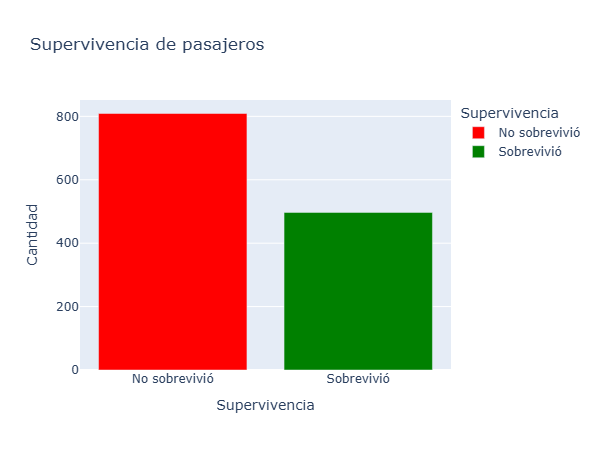 Supervivencia de pasajeros
Supervivencia
No sobrevivió
Sobrevivió
Cantidad
800
600
400
200
0
No sobrevivió
Sobrevivió
Supervivencia